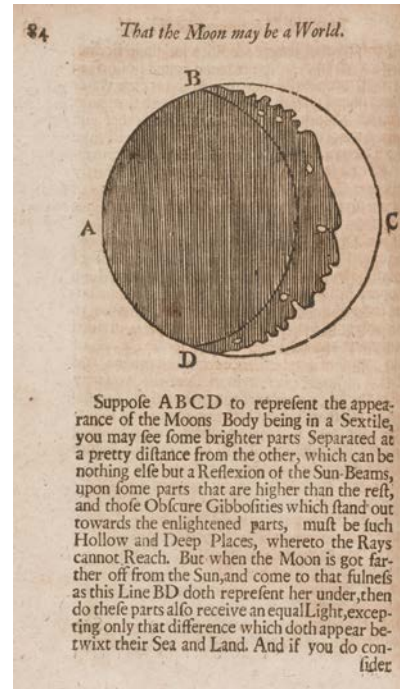 84 That the Moon may be a World.
B
A
C
D
Suppoſe ABCD to repreſent the appea-
rance of the Moons Body being in a Sextile,
you may ſee ſome brighter parts Separated at
a pretty diſtance from the other, which can be
nothing elſe but a Reflexion of the Sun-Beams,
upon ſome parts that are higher than the reſt,
and thoſe Obſcure Gibboſities which ſtand out
towards the enlightened parts, muſt be ſuch
Hollow and Deep Places, whereto the Rays
cannot Reach. But when the Moon is got far-
ther off from the Sun, and come to that fulneſs
as this Line BD doth repreſent her under, then
do theſe parts alſo receive an equal Light, excep-
ting only that difference which doth appear be-
twixt their Sea and Land. And if you do con-
ſider